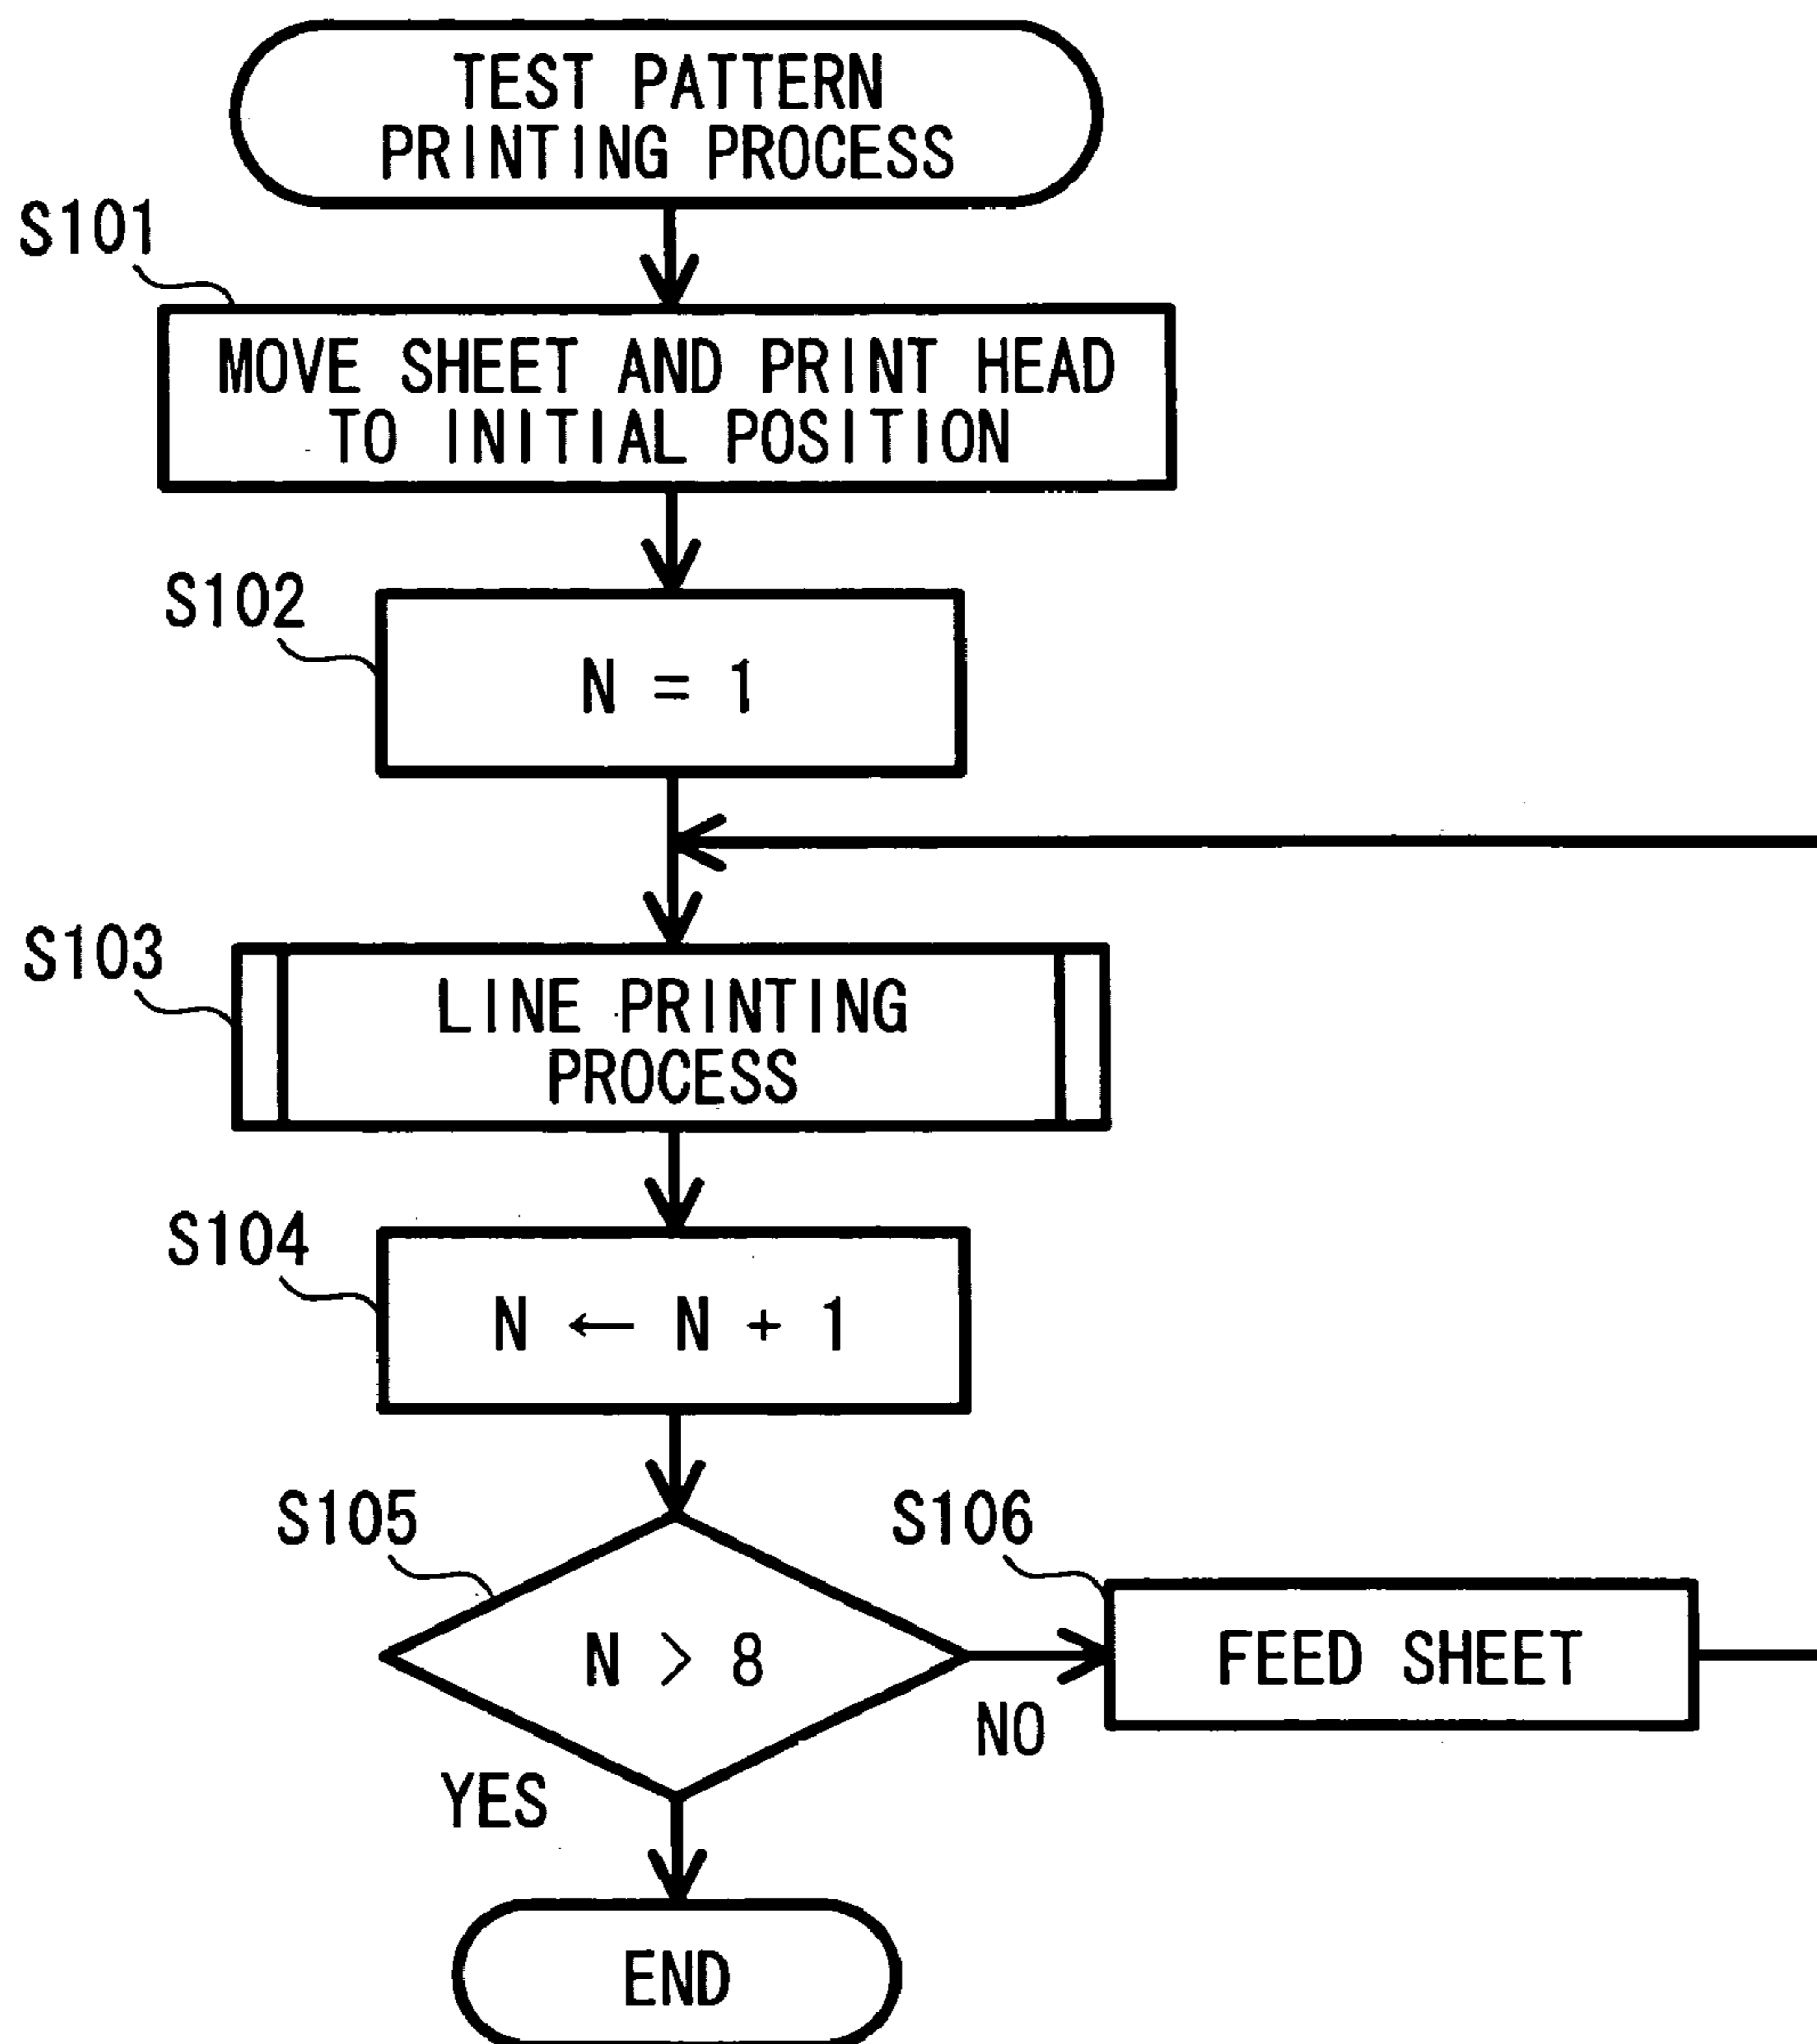 TEST PATTERN
PRINTING PROCESS
S101
MOVE SHEET AND PRINT HEAD
TO INITIAL POSITION
S102
N = 1
S103
LINE PRINTING
PROCESS
S104
N ← N + 1
S105
N > 8
S106
FEED SHEET
NO
YES
END